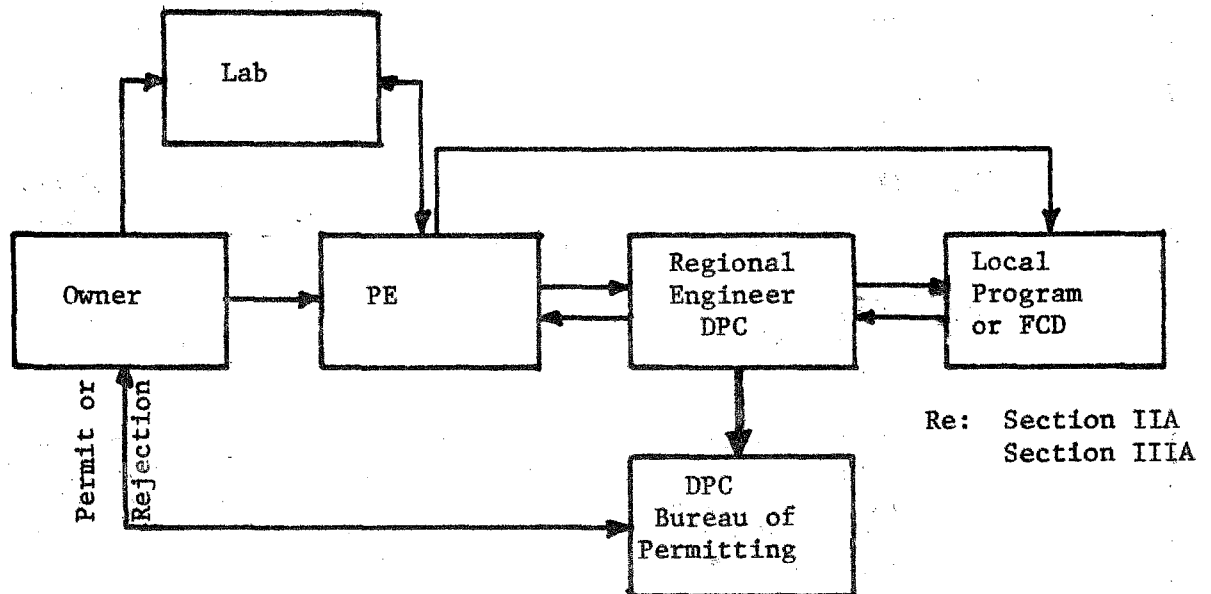 Lab
Owner
PE
Regional
Engineer
DPC
Local
Program
or FCD
Permit or
Rejection
Re: Section IIA
Section IIIA
DPC
Bureau of
Permitting